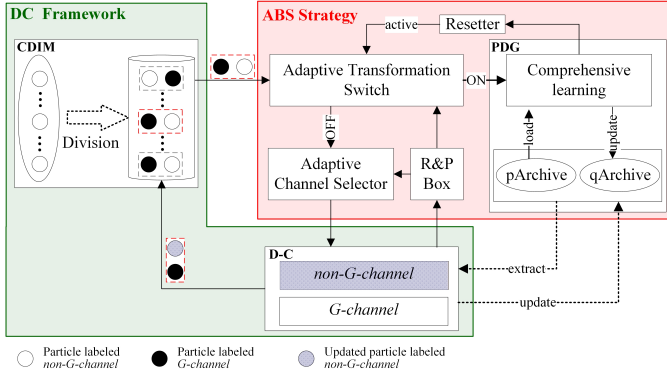 DC Framework
ABS Strategy
CDIM
Division
active
Resetter
PDG
Adaptive Transformation
Switch
ON
Comprehensive
learning
OFF
load
update
Adaptive
Channel Selector
R&P
Box
pArchive
qArchive
D-C
non-G-channel
G-channel
extract
update
Particle labeled
non-G-channel
Particle labeled
G-channel
Updated particle labeled
non-G-channel